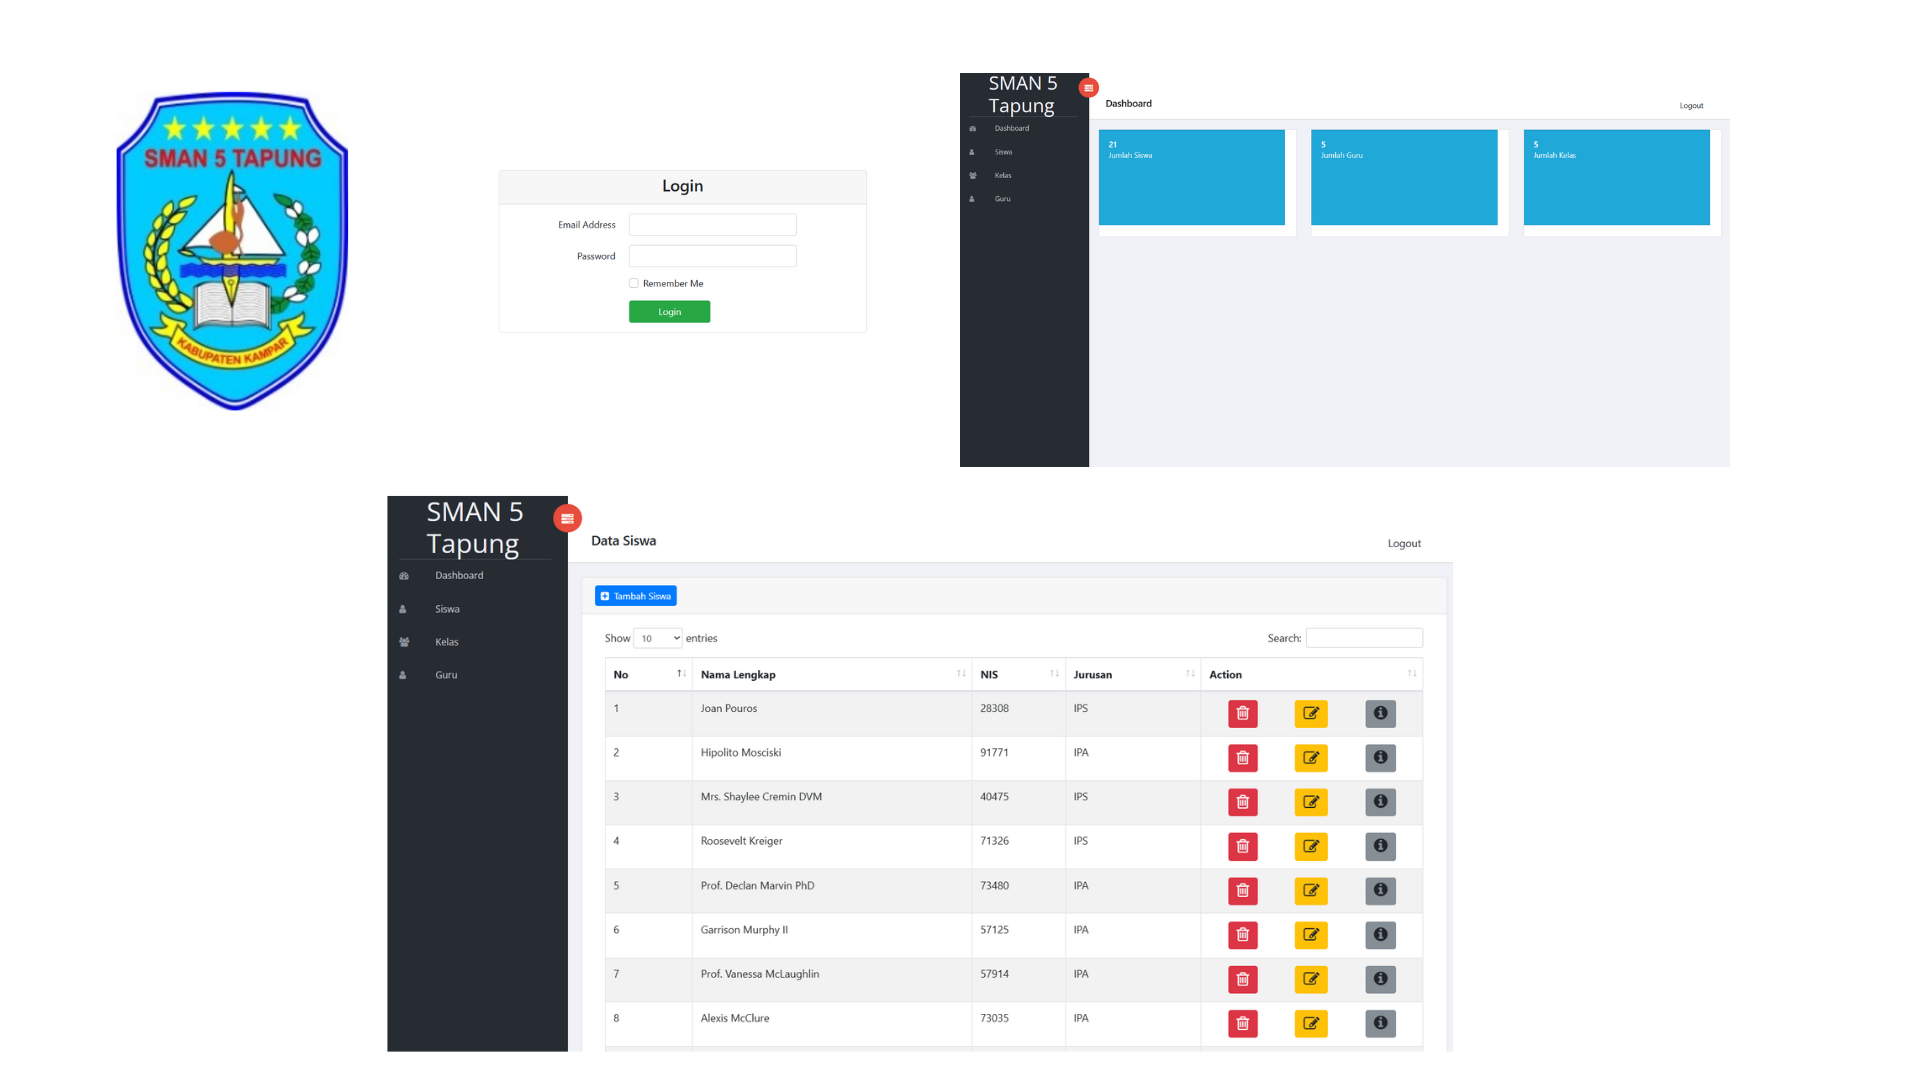 SMAN 5 TAPUNG
KABUPATEN KAMPAR
Login
Email Address
Password
Remember Me
Login
SMAN 5
Tapung
Dashboard
Siswa
Kelas
Guru
Dashboard
Logout
21
Jumlah Siswa
5
Jumlah Guru
5
Jumlah Kelas
SMAN 5
Tapung
Dashboard
Siswa
Kelas
Guru
Data Siswa
Logout
Tambah Siswa
Show 10 entries
Search:
No Nama Lengkap NIS Jurusan Action
1 Joan Pouros 28308 IPS
2 Hipolito Mosciski 91771 IPA
3 Mrs. Shaylee Cremin DVM 40475 IPS
4 Roosevelt Kreiger 71326 IPS
5 Prof. Declan Marvin PhD 73480 IPA
6 Garrison Murphy II 57125 IPA
7 Prof. Vanessa McLaughlin 57914 IPA
8 Alexis McClure 73035 IPA